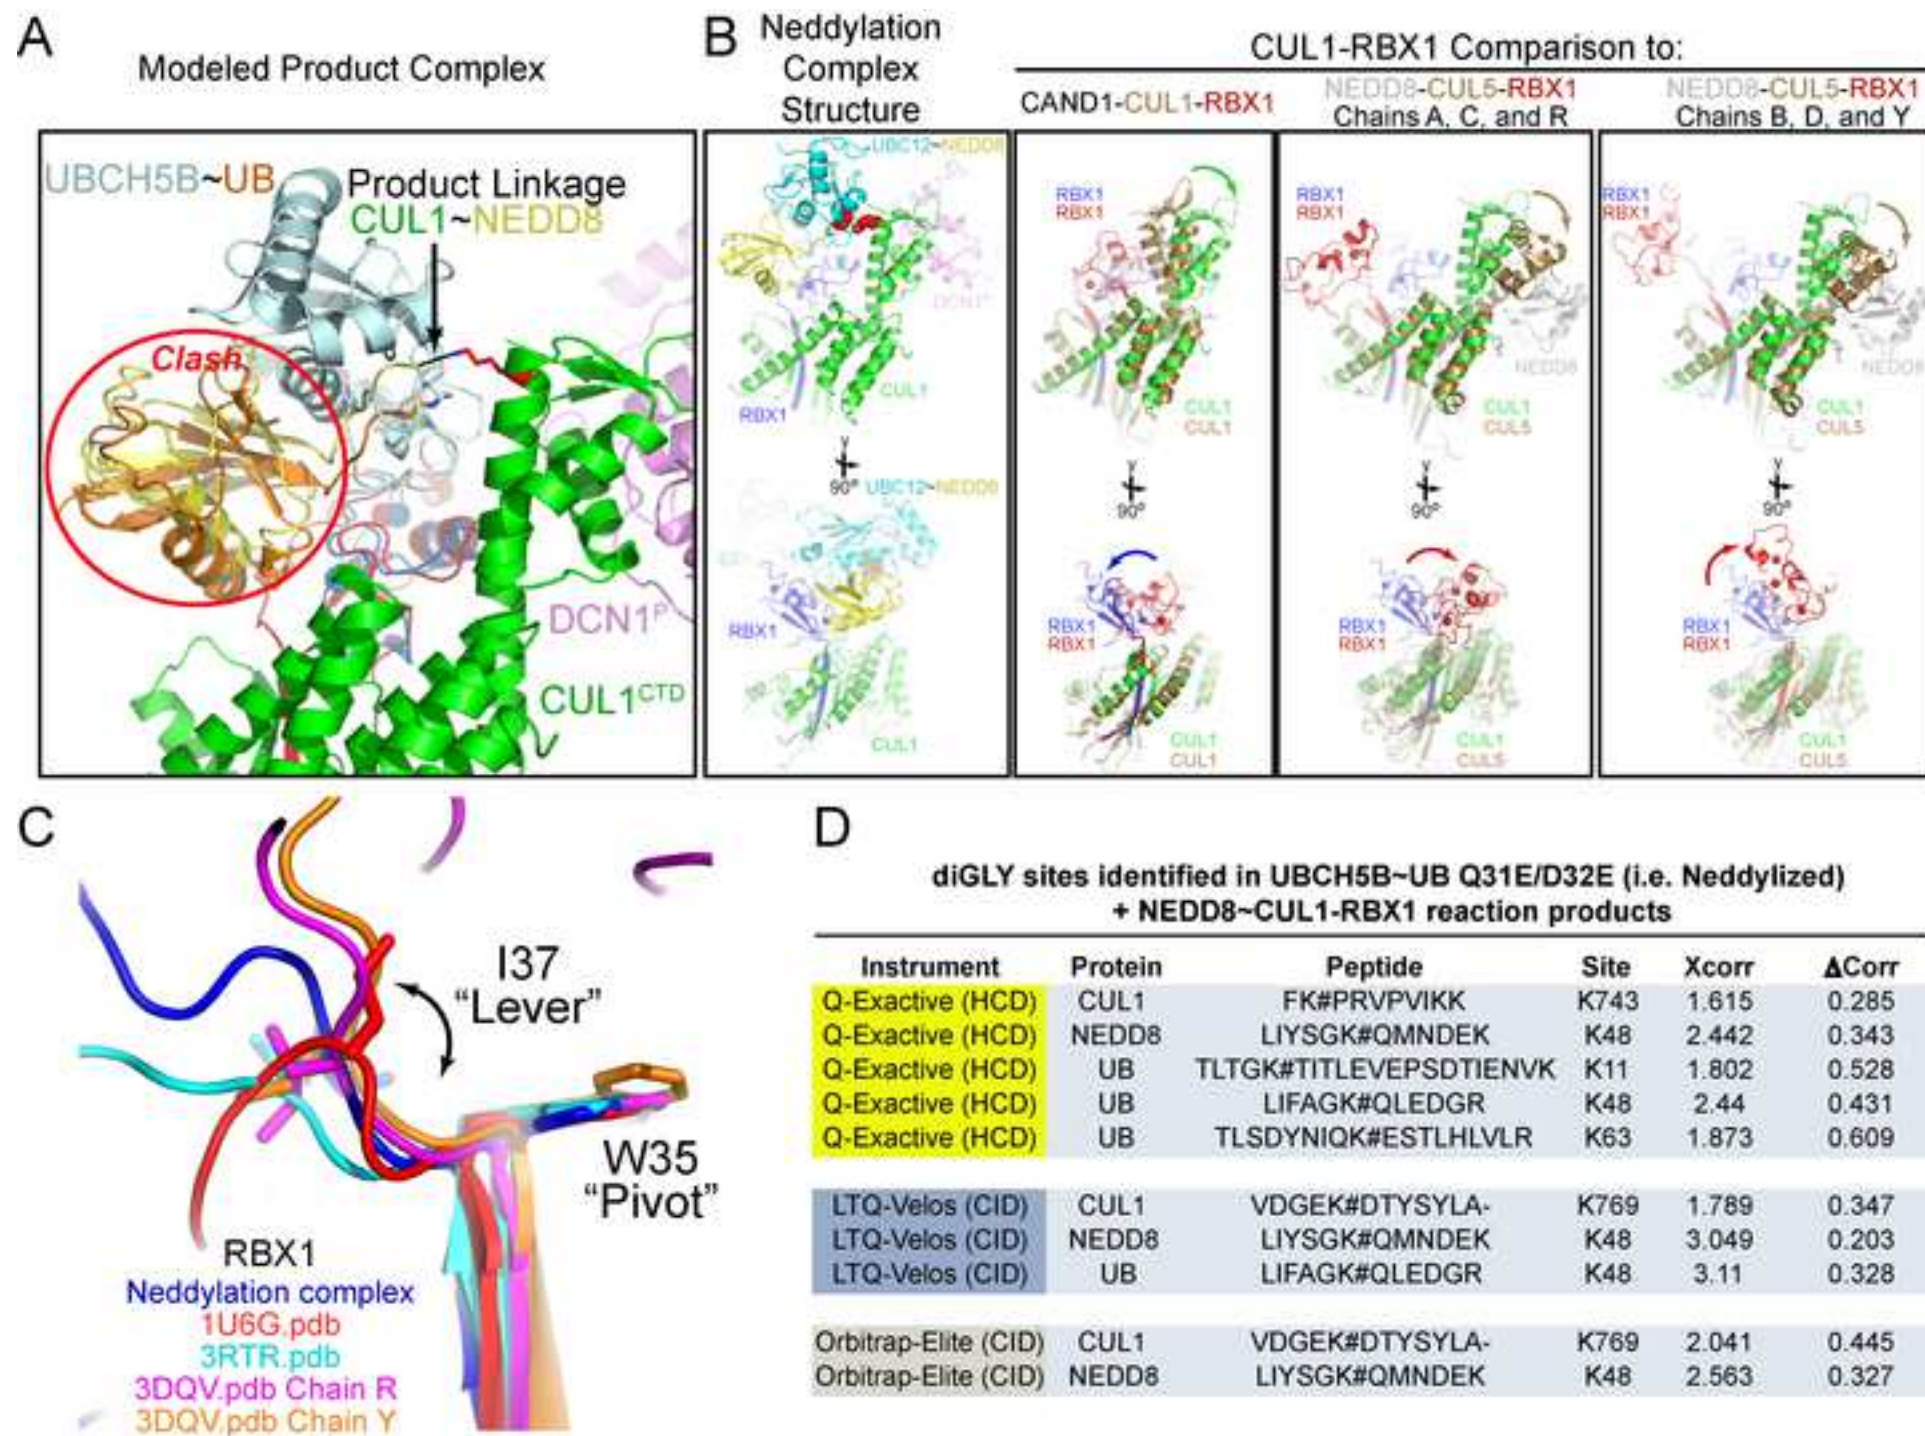 A
Modeled Product Complex
UBCH5B~UB
Product Linkage
CUL1~NEDD8
Clash
DCN1ᴾ
CUL1ᶜᵀᴰ
B
Neddylation
Complex
Structure
CUL1-RBX1 Comparison to:
CAND1-CUL1-RBX1
NEDD8-CUL5-RBX1
Chains A, C, and R
NEDD8-CUL5-RBX1
Chains B, D, and Y
UBC12~NEDD8
DCN1ᴾ
CUL1
RBX1
y
90°
UBC12~NEDD8
RBX1
CUL1
RBX1
RBX1
CUL1
CUL1
y
90°
RBX1
RBX1
CUL1
CUL1
RBX1
RBX1
NEDD8
CUL1
CUL5
y
90°
RBX1
RBX1
CUL1
CUL5
RBX1
RBX1
NEDD8
CUL1
CUL5
y
90°
RBX1
RBX1
CUL1
CUL5
C
I37
“Lever”
W35
“Pivot”
RBX1
Neddylation complex
1U6G.pdb
3RTR.pdb
3DQV.pdb Chain R
3DQV.pdb Chain Y
D
diGLY sites identified in UBCH5B~UB Q31E/D32E (i.e. Neddylized)
+ NEDD8~CUL1-RBX1 reaction products
Instrument Protein Peptide Site Xcorr ΔCorr
Q-Exactive (HCD) CUL1 FK#PRVPVIKK K743 1.615 0.285
Q-Exactive (HCD) NEDD8 LIYSGK#QMNDEK K48 2.442 0.343
Q-Exactive (HCD) UB TLTGK#TITLEVEPSDTIENVK K11 1.802 0.528
Q-Exactive (HCD) UB LIFAGK#QLEDGR K48 2.44 0.431
Q-Exactive (HCD) UB TLSDYNIQK#ESTLHLVLR K63 1.873 0.609
LTQ-Velos (CID) CUL1 VDGEK#DTYSYLA- K769 1.789 0.347
LTQ-Velos (CID) NEDD8 LIYSGK#QMNDEK K48 3.049 0.203
LTQ-Velos (CID) UB LIFAGK#QLEDGR K48 3.11 0.328
Orbitrap-Elite (CID) CUL1 VDGEK#DTYSYLA- K769 2.041 0.445
Orbitrap-Elite (CID) NEDD8 LIYSGK#QMNDEK K48 2.563 0.327